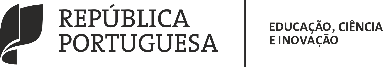 REPÚBLICA
PORTUGUESA
EDUCAÇÃO, CIÊNCIA
E INOVAÇÃO